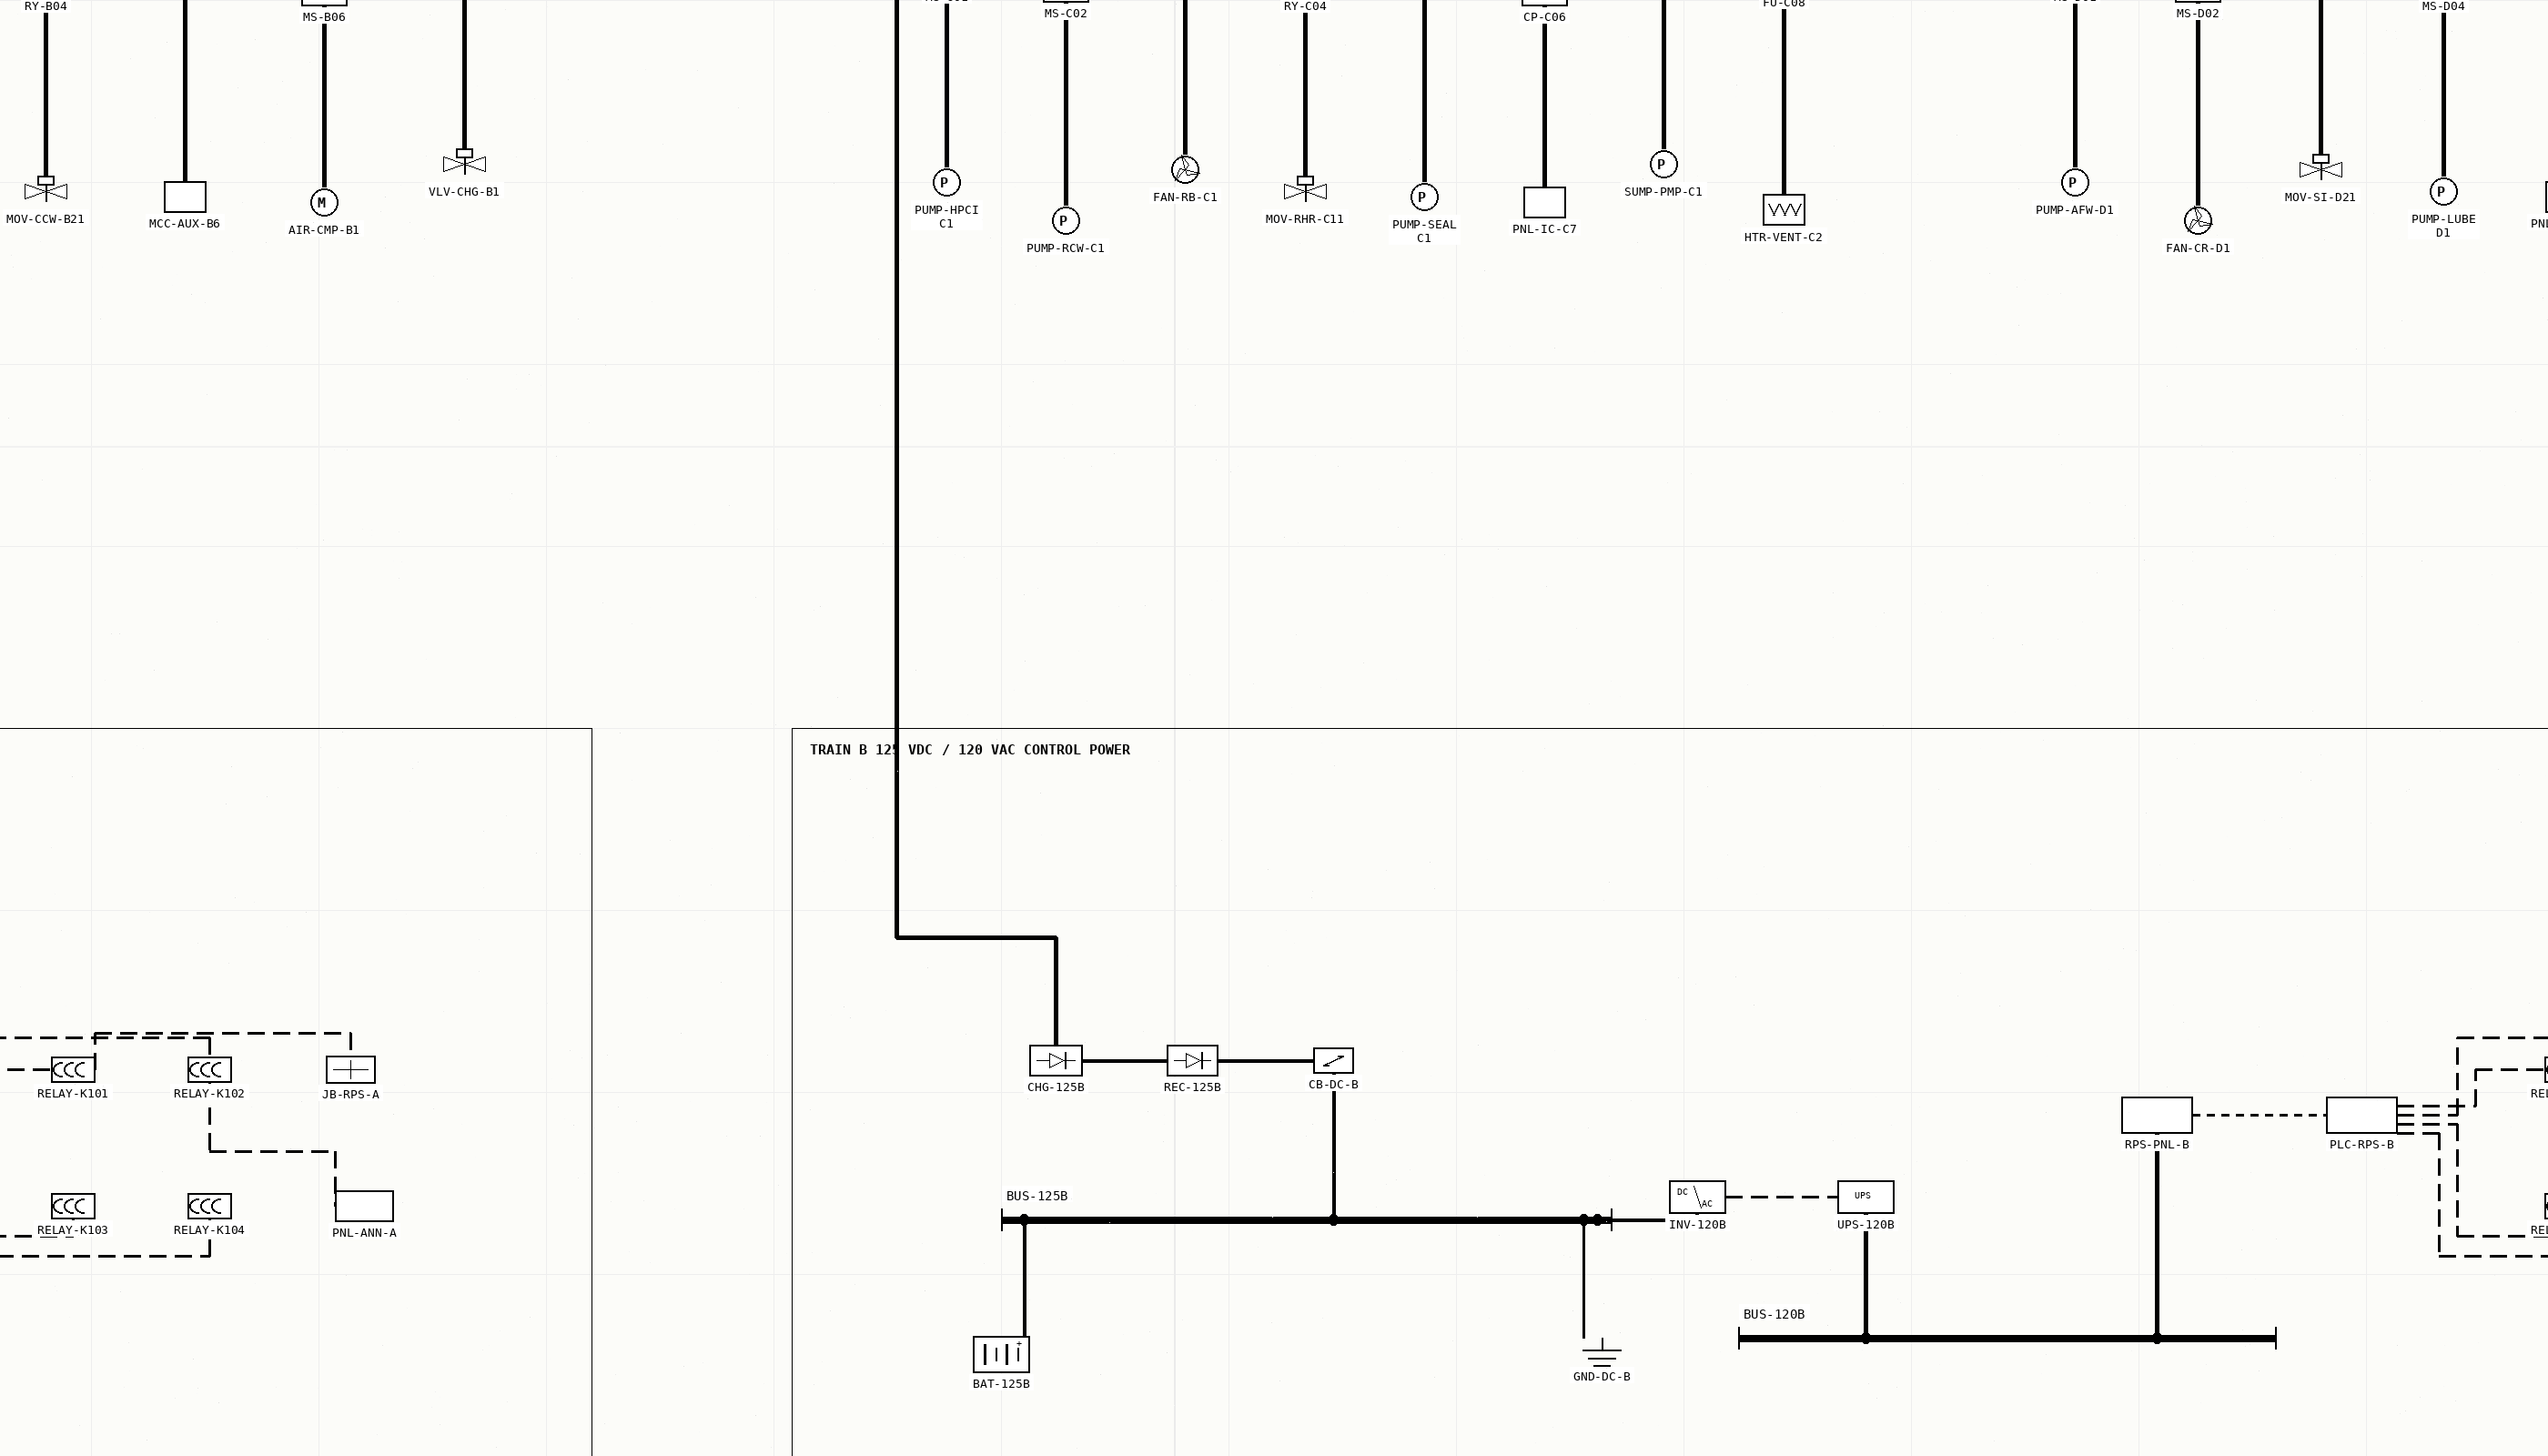 RY-B04
MS-B06
MS-C02
RY-C04
CP-C06
FU-C08
MS-D02
MS-D04
MOV-CCW-B21
MCC-AUX-B6
M
AIR-CMP-B1
VLV-CHG-B1
P
PUMP-HPCI
C1
P
PUMP-RCW-C1
FAN-RB-C1
MOV-RHR-C11
P
PUMP-SEAL
C1
PNL-IC-C7
P
SUMP-PMP-C1
HTR-VENT-C2
P
PUMP-AFW-D1
FAN-CR-D1
MOV-SI-D21
P
PUMP-LUBE
D1
TRAIN B 125 VDC / 120 VAC CONTROL POWER
RELAY-K101
RELAY-K102
JB-RPS-A
RELAY-K103
RELAY-K104
PNL-ANN-A
CHG-125B
REC-125B
CB-DC-B
BUS-125B
DC
AC
INV-120B
UPS
UPS-120B
RPS-PNL-B
PLC-RPS-B
BUS-120B
+
BAT-125B
GND-DC-B